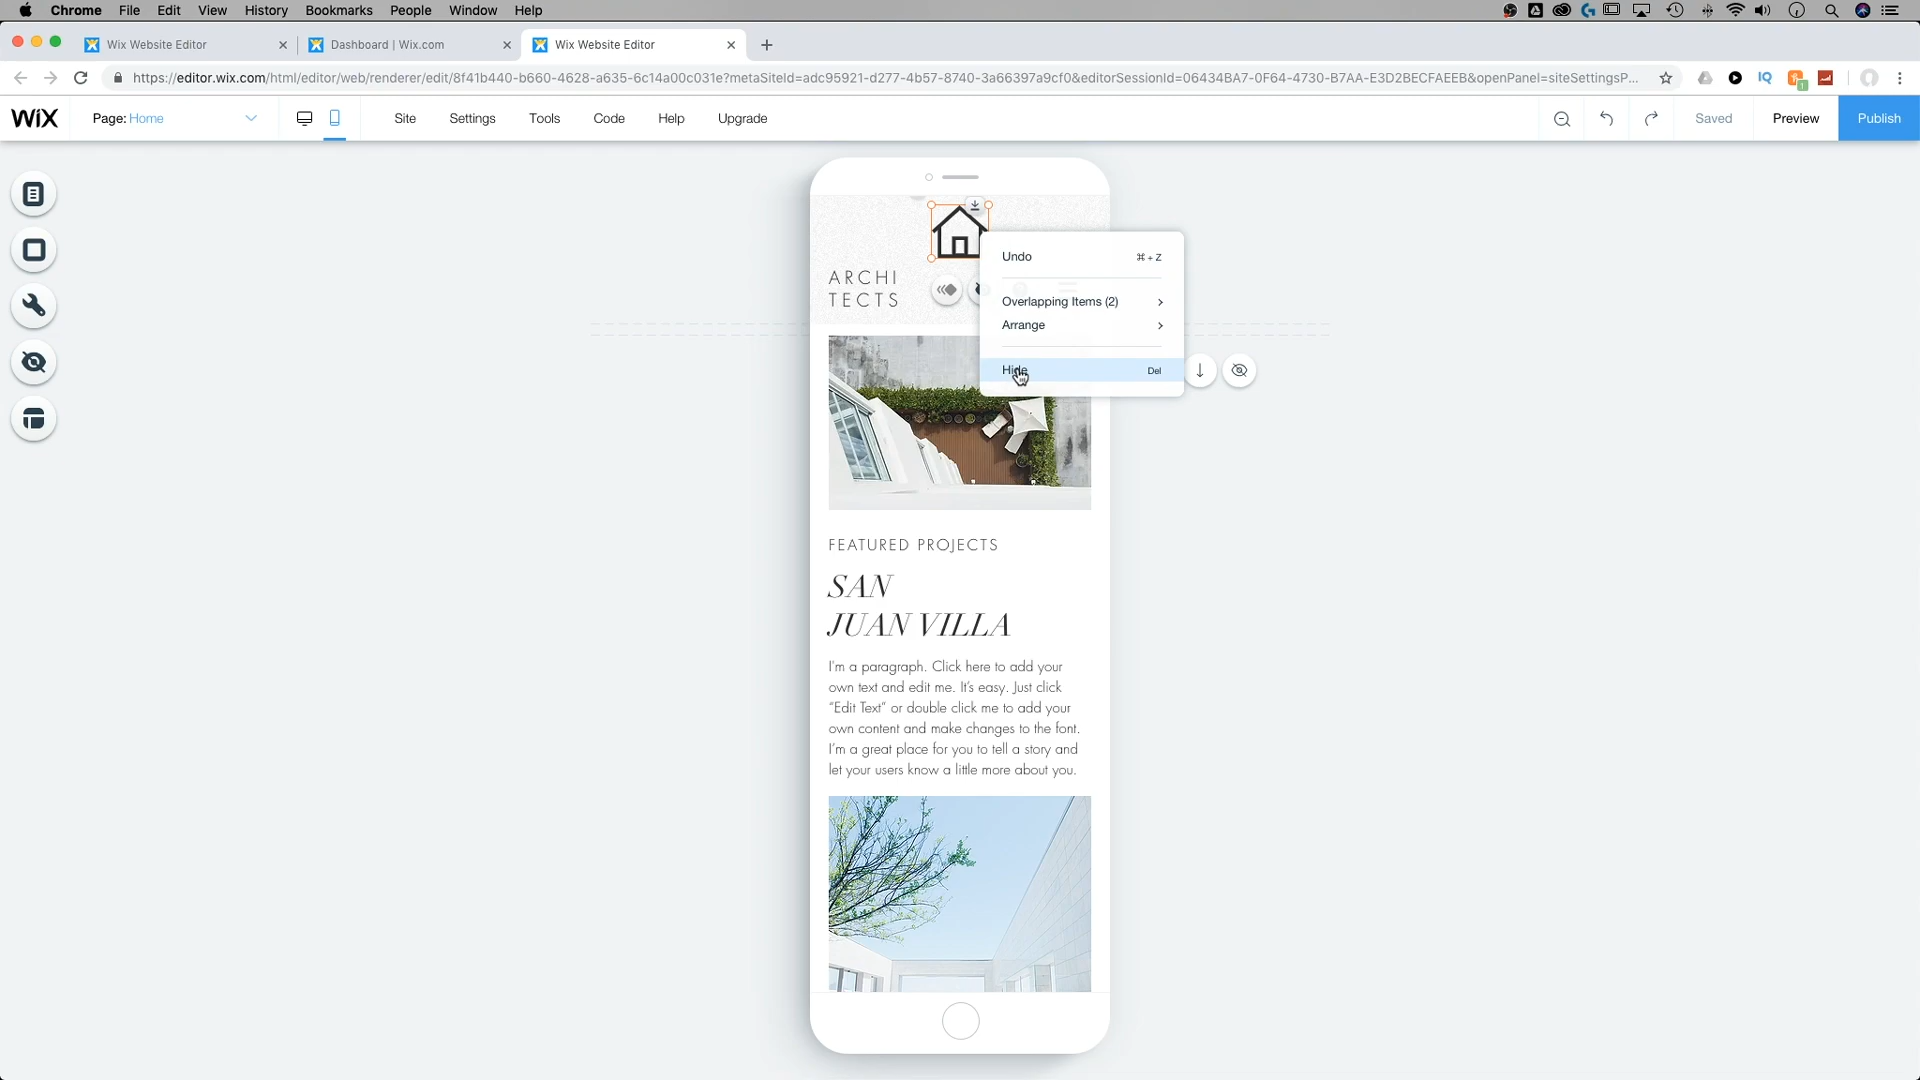 Chrome File Edit View History Bookmarks People Window Help
Wix Website Editor
Dashboard | Wix.com
Wix Website Editor
https://editor.wix.com/html/editor/web/renderer/edit/8f41b440-b660-4628-a635-6c14a00c031e?metaSiteId=adc95921-d277-4b57-8740-3a66397a9cf0&editorSessionId=06434BA7-0F64-4730-B7AA-E3D2BECFAEEB&openPanel=siteSettingsP...
IQ
1
WiX Page: Home Site Settings Tools Code Help Upgrade Saved Preview Publish
ARCHI
TECTS
Undo ⌘ + Z
Overlapping Items (2)
Arrange
Hide Del
FEATURED PROJECTS
SAN
JUAN VILLA
I'm a paragraph. Click here to add your
own text and edit me. It's easy. Just click
"Edit Text" or double click me to add your
own content and make changes to the font.
I'm a great place for you to tell a story and
let your users know a little more about you.